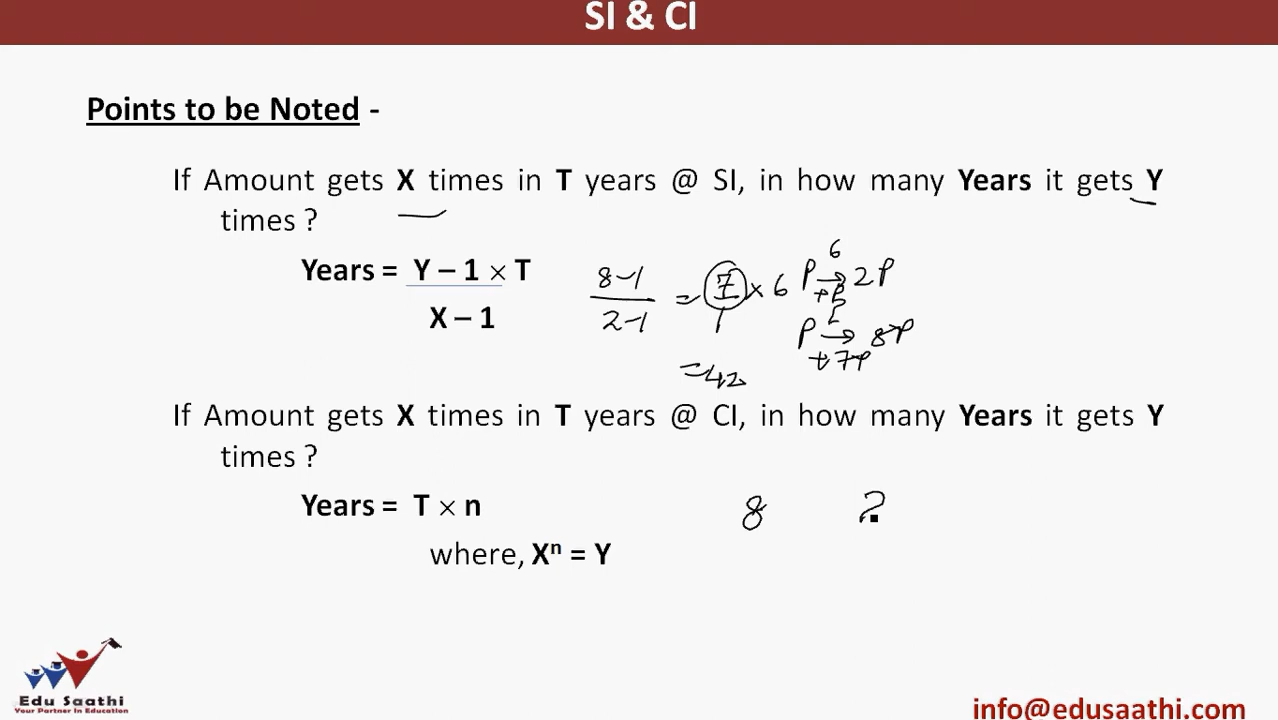 SI & CI
Points to be Noted -
If Amount gets X times in T years @ SI, in how many Years it gets Y
times ?
Years = Y – 1 × T
X – 1
8-1
2-1
= 7 × 6
1
= 42
6
P → 2P
+P
P → 8P
+7P
If Amount gets X times in T years @ CI, in how many Years it gets Y
times ?
Years = T × n
where, Xⁿ = Y
8 2
Edu Saathi
Your Partner In Education
info@edusaathi.com